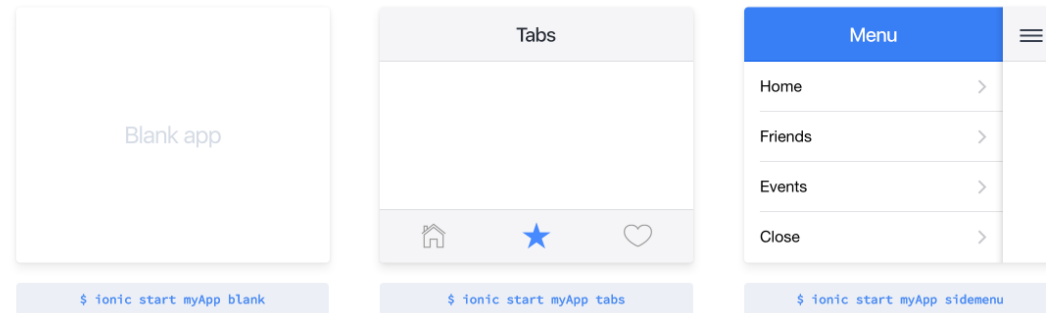 Blank app
$ ionic start myApp blank
Tabs
$ ionic start myApp tabs
Menu
Home
Friends
Events
Close
$ ionic start myApp sidemenu